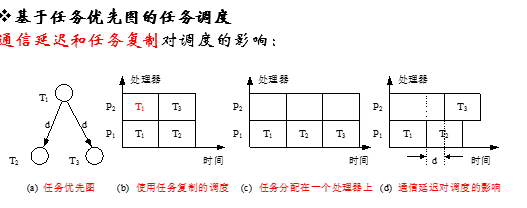 ❖基于任务优先图的任务调度
通信延迟和任务复制对调度的影响：
处理器 处理器 处理器
T1
P2 T1 T3 P2 P2 T3
d d
P1 T1 T2 P1 T1 T2 T3 P1 T1 T2
T2 T3 时间 时间 d 时间
(a) 任务优先图 (b) 使用任务复制的调度 (c) 任务分配在一个处理器上 (d) 通信延迟对调度的影响